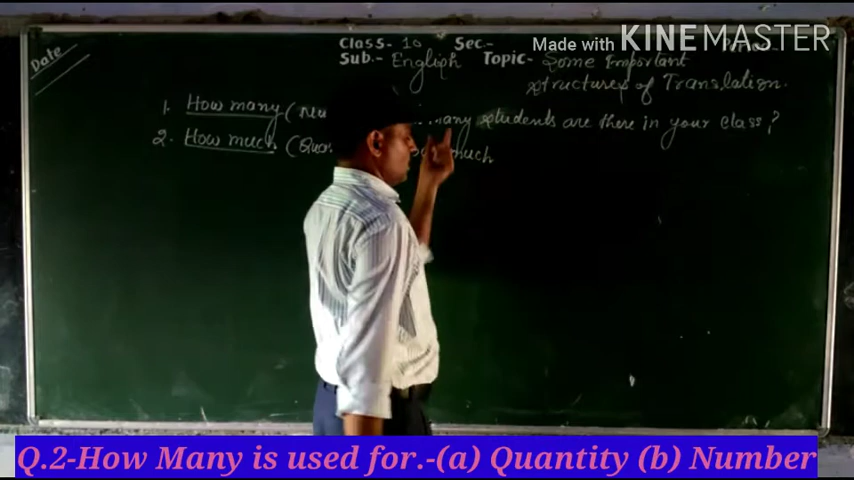 Made with KINEMASTER
Date
Class- 10 Sec.-
Sub.- English Topic- Some Important
structures of Translation.
1. How many ( many students are there in your class?
2. How much ( much
Q.2-How Many is used for.-(a) Quantity (b) Number